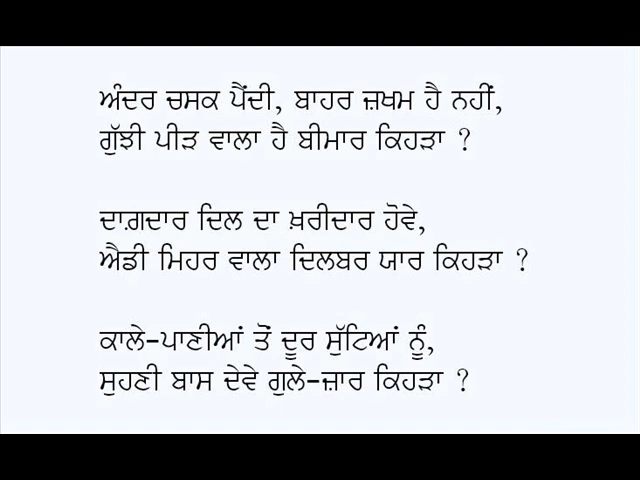 ਅੰਦਰ ਚਸਕ ਪੈਂਦੀ, ਬਾਹਰ ਜ਼ਖਮ ਹੈ ਨਹੀਂ,
ਗੁੱਝੀ ਪੀੜ ਵਾਲਾ ਹੈ ਬੀਮਾਰ ਕਿਹੜਾ ?
ਦਾਗ਼ਦਾਰ ਦਿਲ ਦਾ ਖ਼ਰੀਦਾਰ ਹੋਵੇ,
ਐਡੀ ਮਿਹਰ ਵਾਲਾ ਦਿਲਬਰ ਯਾਰ ਕਿਹੜਾ ?
ਕਾਲੇ-ਪਾਣੀਆਂ ਤੋਂ ਦੂਰ ਸੁੱਟਿਆਂ ਨੂੰ,
ਸੁਹਣੀ ਬਾਸ ਦੇਵੇ ਗੁਲੇ-ਜ਼ਾਰ ਕਿਹੜਾ ?